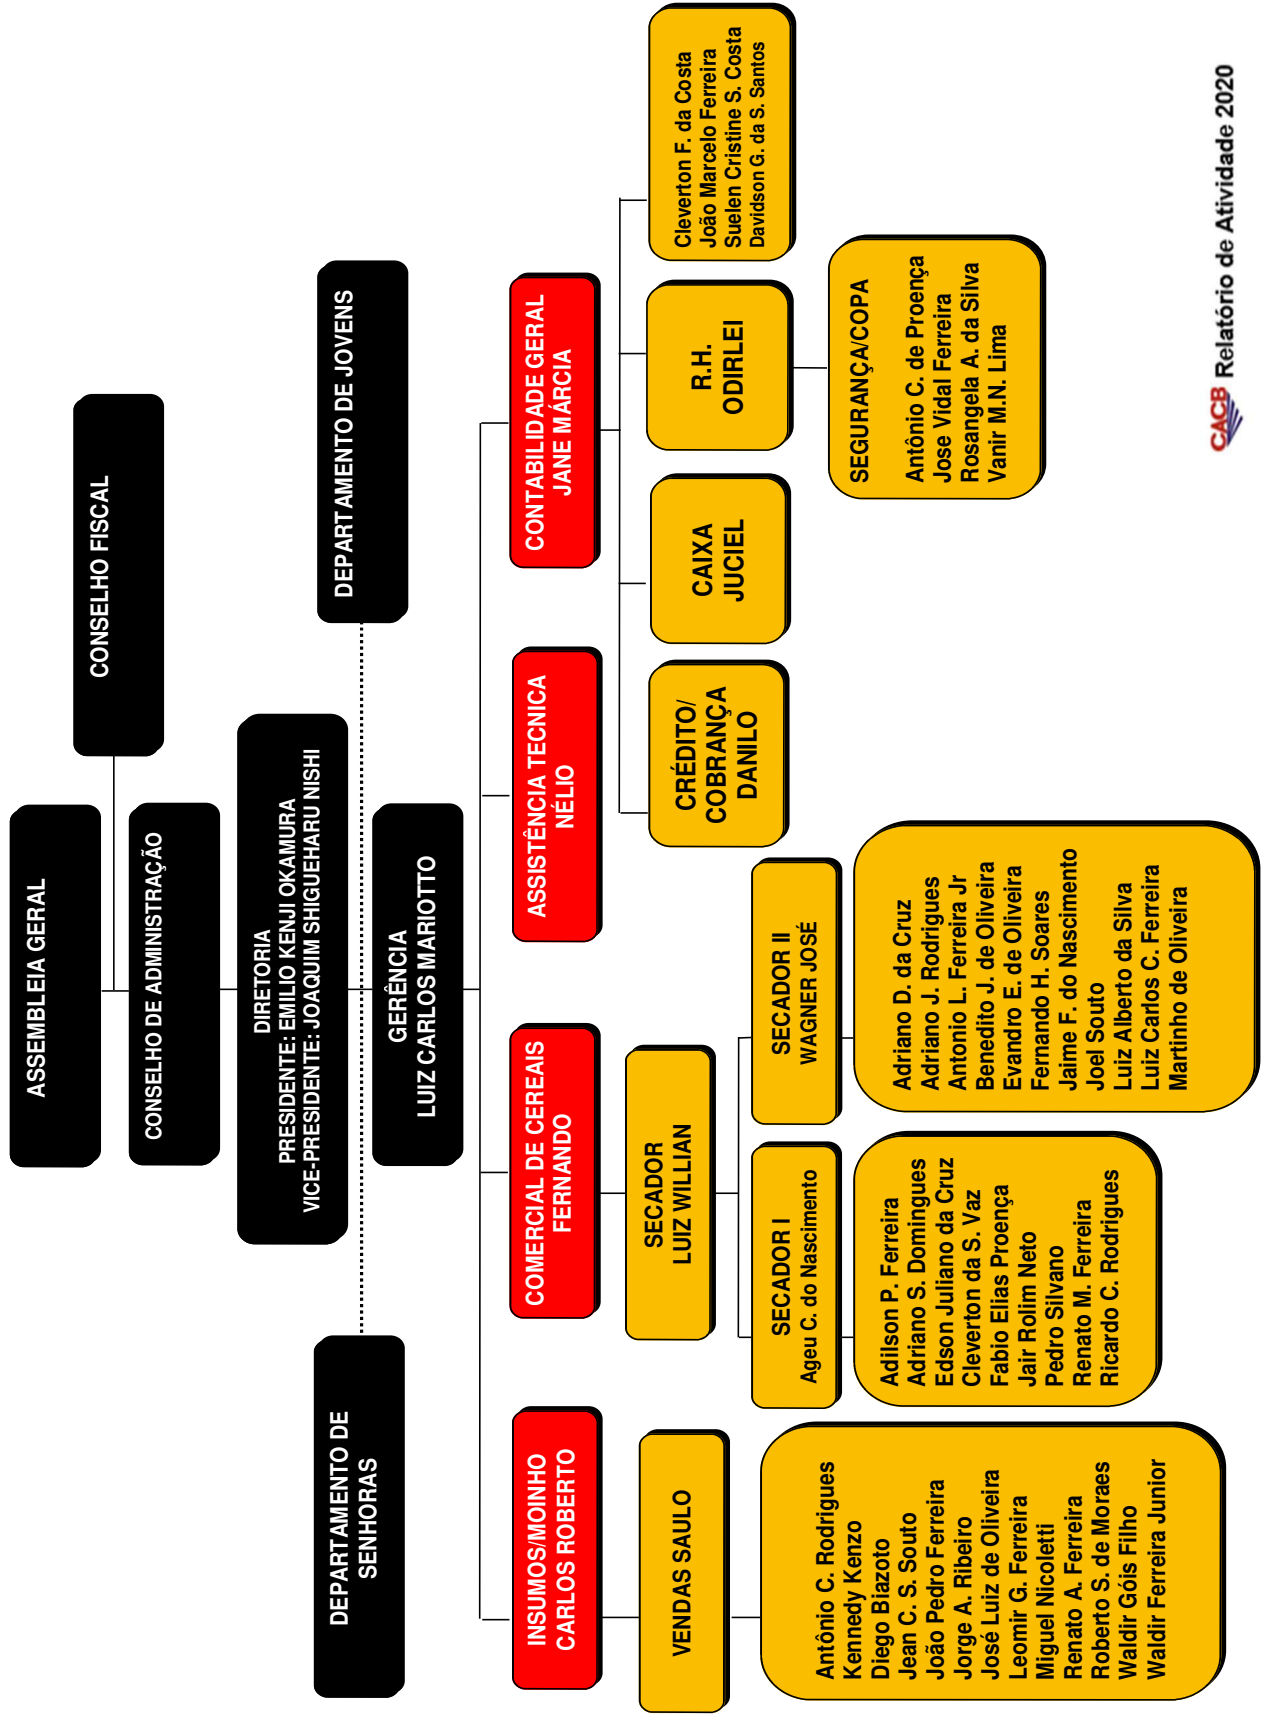 ASSEMBLEIA GERAL
CONSELHO FISCAL
CONSELHO DE ADMINISTRAÇÃO
DIRETORIA
PRESIDENTE: EMILIO KENJI OKAMURA
VICE-PRESIDENTE: JOAQUIM SHIGUEHARU NISHI
DEPARTAMENTO DE
SENHORAS
DEPARTAMENTO DE JOVENS
GERÊNCIA
LUIZ CARLOS MARIOTTO
INSUMOS/MOINHO
CARLOS ROBERTO
COMERCIAL DE CEREAIS
FERNANDO
ASSISTÊNCIA TECNICA
NÉLIO
CONTABILIDADE GERAL
JANE MÁRCIA
VENDAS SAULO
SECADOR
LUIZ WILLIAN
CRÉDITO/
COBRANÇA
DANILO
CAIXA
JUCIEL
R.H.
ODIRLEI
Cleverton F. da Costa
João Marcelo Ferreira
Suelen Cristine S. Costa
Davidson G. da S. Santos
SECADOR I
Ageu C. do Nascimento
SECADOR II
WAGNER JOSÉ
Antônio C. Rodrigues
Kennedy Kenzo
Diego Biazoto
Jean C. S. Souto
João Pedro Ferreira
Jorge A. Ribeiro
José Luiz de Oliveira
Leomir G. Ferreira
Miguel Nicoletti
Renato A. Ferreira
Roberto S. de Moraes
Waldir Góis Filho
Waldir Ferreira Junior
Adilson P. Ferreira
Adriano S. Domingues
Edson Juliano da Cruz
Cleverton da S. Vaz
Fabio Elias Proença
Jair Rolim Neto
Pedro Silvano
Renato M. Ferreira
Ricardo C. Rodrigues
Adriano D. da Cruz
Adriano J. Rodrigues
Antonio L. Ferreira Jr
Benedito J. de Oliveira
Evandro E. de Oliveira
Fernando H. Soares
Jaime F. do Nascimento
Joel Souto
Luiz Alberto da Silva
Luiz Carlos C. Ferreira
Martinho de Oliveira
SEGURANÇA/COPA
Antônio C. de Proença
Jose Vidal Ferreira
Rosangela A. da Silva
Vanir M.N. Lima
CACB Relatório de Atividade 2020